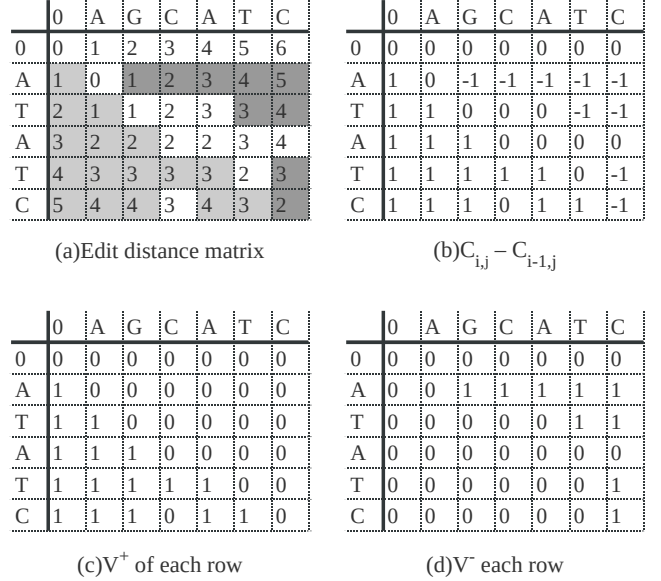 0 A G C A T C
0 0 1 2 3 4 5 6
A 1 0 1 2 3 4 5
T 2 1 1 2 3 3 4
A 3 2 2 2 2 3 4
T 4 3 3 3 3 2 3
C 5 4 4 3 4 3 2
(a)Edit distance matrix
0 A G C A T C
0 0 0 0 0 0 0 0
A 1 0 -1 -1 -1 -1 -1
T 1 1 0 0 0 -1 -1
A 1 1 1 0 0 0 0
T 1 1 1 1 1 0 -1
C 1 1 1 0 1 1 -1
(b)C_{i,j} – C_{i-1,j}
0 A G C A T C
0 0 0 0 0 0 0 0
A 1 0 0 0 0 0 0
T 1 1 0 0 0 0 0
A 1 1 1 0 0 0 0
T 1 1 1 1 1 0 0
C 1 1 1 0 1 1 0
(c)V^+ of each row
0 A G C A T C
0 0 0 0 0 0 0 0
A 0 0 1 1 1 1 1
T 0 0 0 0 0 1 1
A 0 0 0 0 0 0 0
T 0 0 0 0 0 0 1
C 0 0 0 0 0 0 1
(d)V^- each row